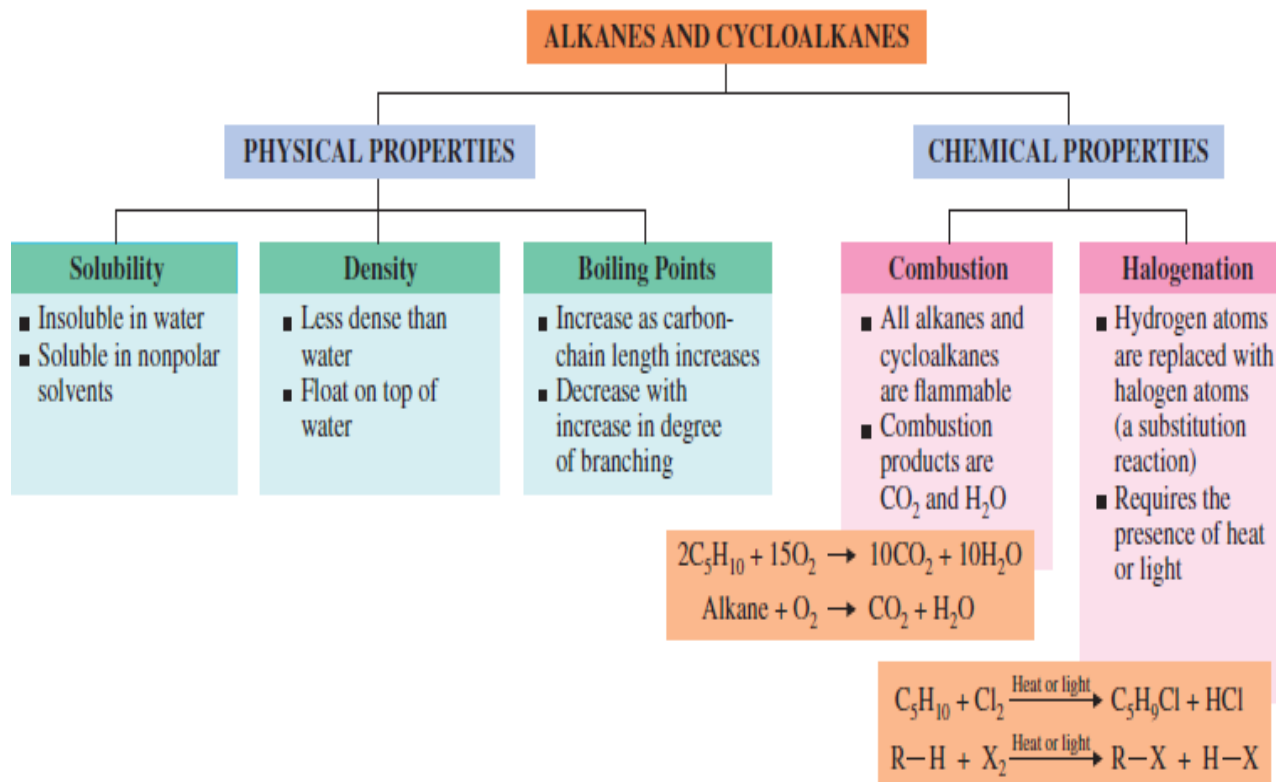 ALKANES AND CYCLOALKANES
PHYSICAL PROPERTIES
CHEMICAL PROPERTIES
Solubility
■ Insoluble in water
■ Soluble in nonpolar
solvents
Density
■ Less dense than
water
■ Float on top of
water
Boiling Points
■ Increase as carbon-
chain length increases
■ Decrease with
increase in degree
of branching
Combustion
■ All alkanes and
cycloalkanes
are flammable
■ Combustion
products are
CO₂ and H₂O
2C₅H₁₀ + 15O₂ → 10CO₂ + 10H₂O
Alkane + O₂ → CO₂ + H₂O
Halogenation
■ Hydrogen atoms
are replaced with
halogen atoms
(a substitution
reaction)
■ Requires the
presence of heat
or light
Heat or light
C₅H₁₀ + Cl₂ → C₅H₉Cl + HCl
Heat or light
R—H + X₂ → R—X + H—X